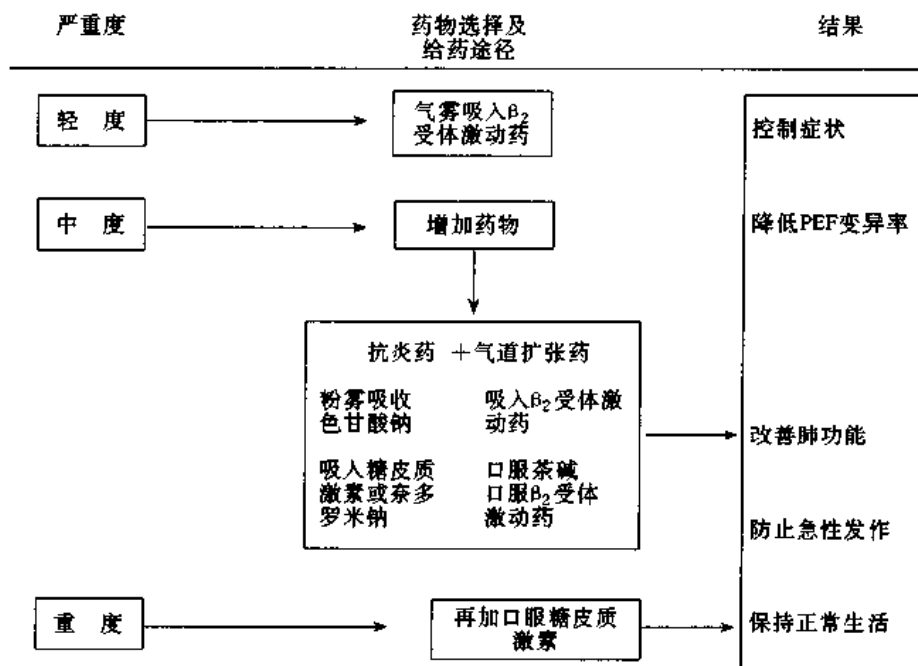 严重度
药物选择及
给药途径
结果
轻 度
气雾吸入β₂
受体激动药
控制症状
中 度
增加药物
降低PEF变异率
抗炎药 +气道扩张药
粉雾吸收
色甘酸钠
吸入β₂受体激
动药
吸入糖皮质
激素或奈多
罗米钠
口服茶碱
口服β₂受体
激动药
改善肺功能
防止急性发作
重 度
再加口服糖皮质
激素
保持正常生活